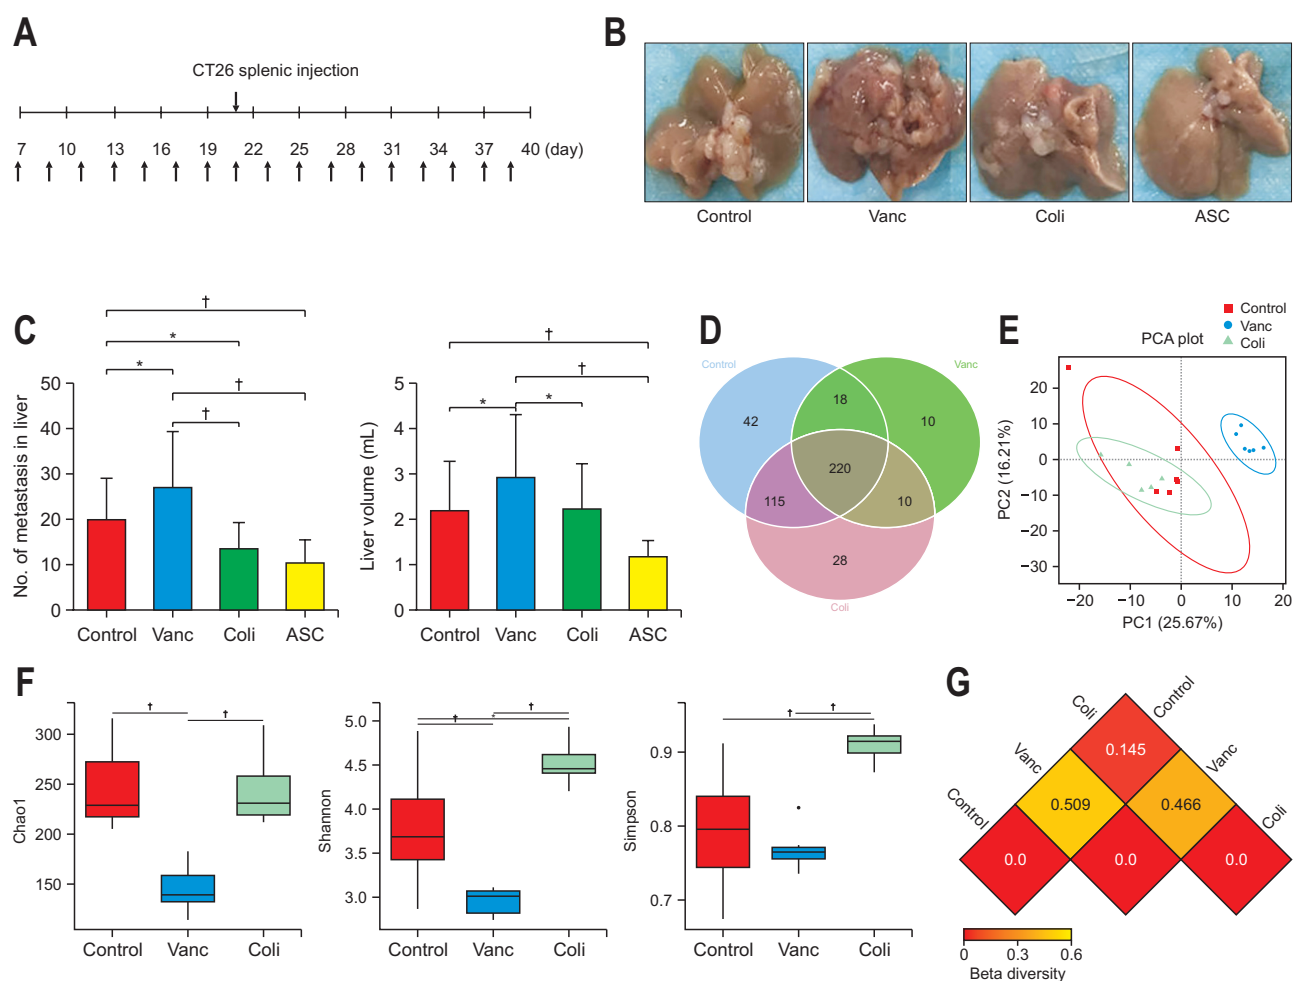 A
CT26 splenic injection
7 10 13 16 19 22 25 28 31 34 37 40 (day)
B
Control Vanc Coli ASC
C
No. of metastasis in liver
50
40
30
20
10
0
Control Vanc Coli ASC
†
*
*
†
†
Liver volume (mL)
5
4
3
2
1
0
Control Vanc Coli ASC
†
†
* *
D
Control
Vanc
Coli
42
18
10
220
115
10
28
E
PCA plot
Control
Vanc
Coli
PC2 (16.21%)
20
10
0
−10
−20
−30
−20 −10 0 10 20
PC1 (25.67%)
F
Chao1
300
250
200
150
Control Vanc Coli
† †
Shannon
5.0
4.5
4.0
3.5
3.0
Control Vanc Coli
†
† *
Simpson
0.9
0.8
0.7
Control Vanc Coli
† †
G
Coli Control
Vanc Vanc
Control Coli
0.145
0.509 0.466
0.0 0.0 0.0
0 0.3 0.6
Beta diversity